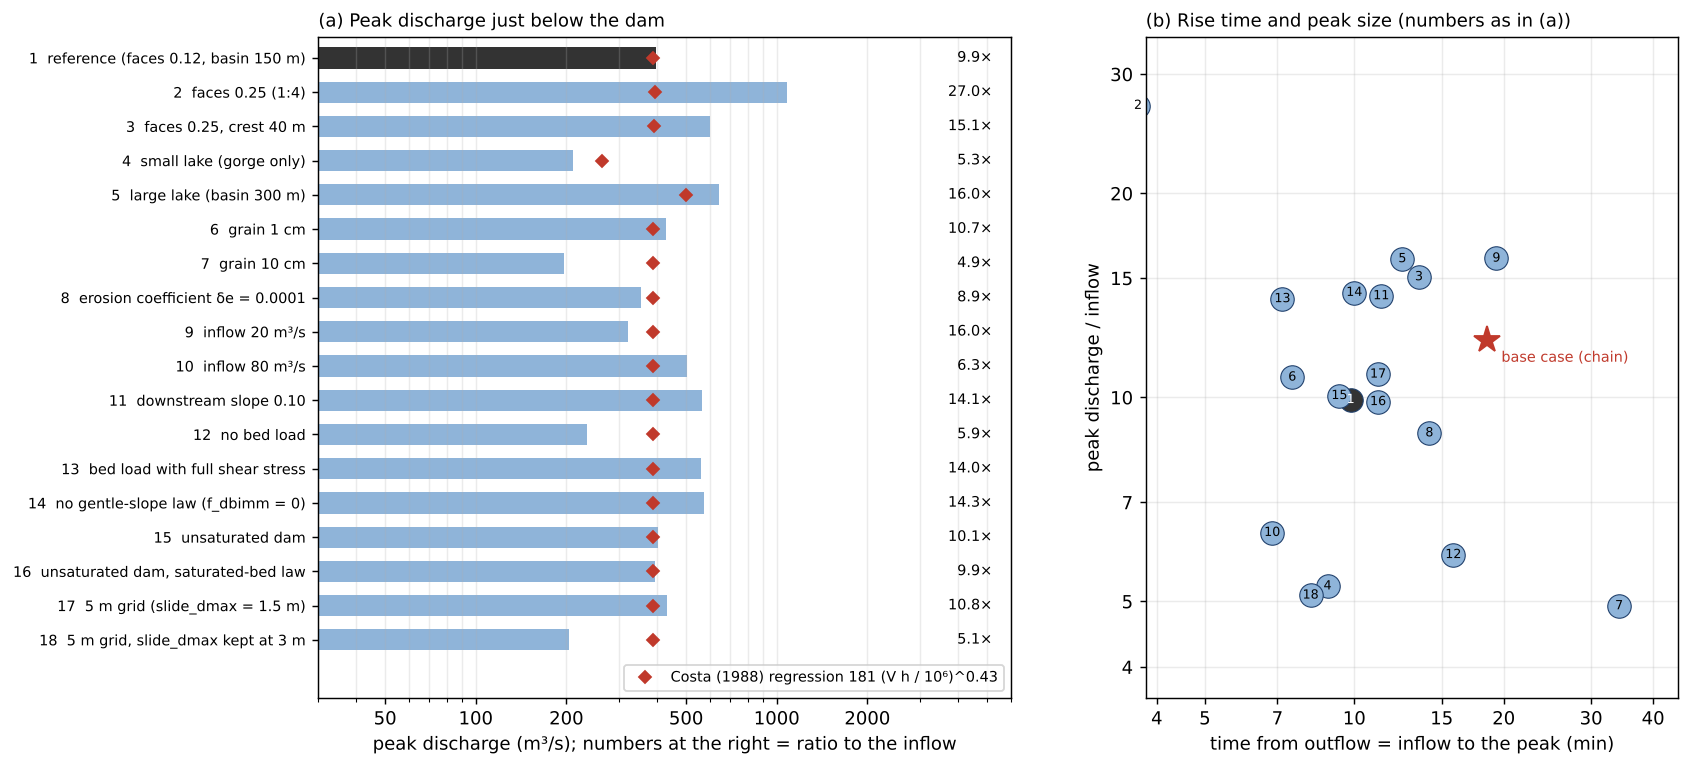 (a) Peak discharge just below the dam
1 reference (faces 0.12, basin 150 m)
9.9×
2 faces 0.25 (1:4)
27.0×
3 faces 0.25, crest 40 m
15.1×
4 small lake (gorge only)
5.3×
5 large lake (basin 300 m)
16.0×
6 grain 1 cm
10.7×
7 grain 10 cm
4.9×
8 erosion coefficient δe = 0.0001
8.9×
9 inflow 20 m³/s
16.0×
10 inflow 80 m³/s
6.3×
11 downstream slope 0.10
14.1×
12 no bed load
5.9×
13 bed load with full shear stress
14.0×
14 no gentle-slope law (f_dbimm = 0)
14.3×
15 unsaturated dam
10.1×
16 unsaturated dam, saturated-bed law
9.9×
17 5 m grid (slide_dmax = 1.5 m)
10.8×
18 5 m grid, slide_dmax kept at 3 m
5.1×
Costa (1988) regression 181 (V h / 10⁶)^0.43
50 100 200 500 1000 2000
peak discharge (m³/s); numbers at the right = ratio to the inflow
(b) Rise time and peak size (numbers as in (a))
peak discharge / inflow
30
20
15
10
7
5
4
2
5
9
3
14
11
13
base case (chain)
17
6
15
1
16
8
10
12
4
18
7
4 5 7 10 15 20 30 40
time from outflow = inflow to the peak (min)